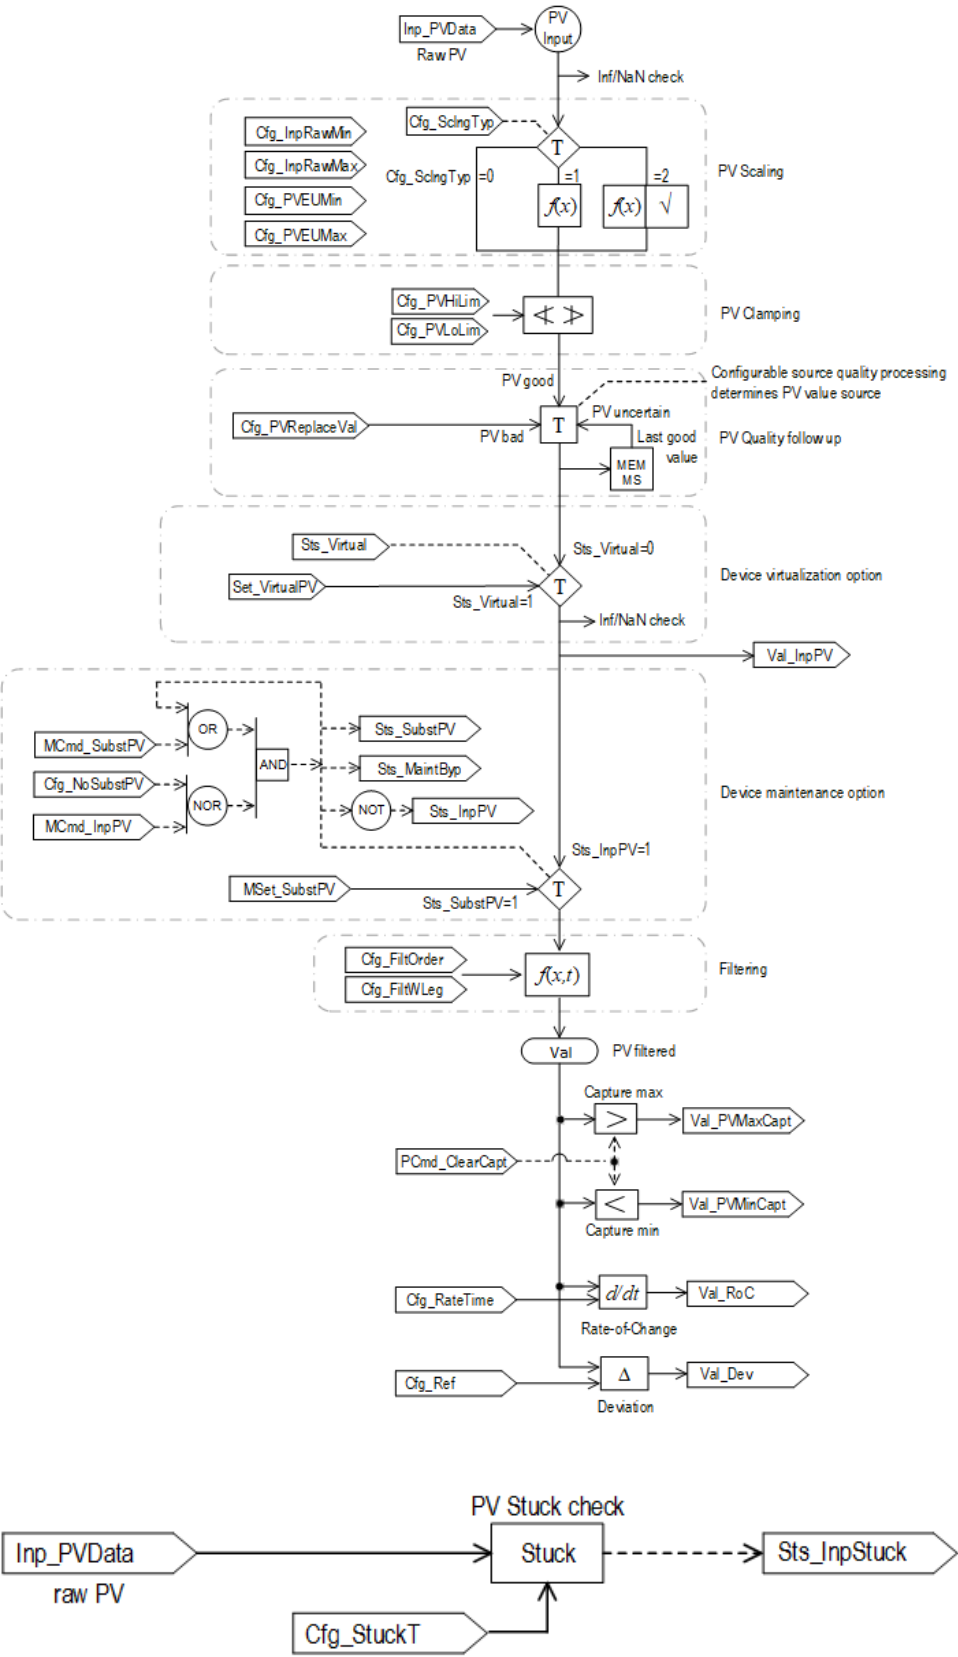 PV
Input
Inp_PVData
Raw PV
Inf/NaN check
Cfg_SclngTyp
Cfg_InpRawMin
Cfg_InpRawMax
Cfg_PVEUMin
Cfg_PVEUMax
T
Cfg_SclngTyp =0
=1
=2
f(x)
f(x)
√
PV Scaling
Cfg_PVHiLim
Cfg_PVLoLim
PV Clamping
PV good
Configurable source quality processing
determines PV value source
Cfg_PVReplaceVal
PV bad
T
PV uncertain
Last good
value
MEM
MS
PV Quality follow up
Sts_Virtual
Sts_Virtual=0
Set_VirtualPV
Sts_Virtual=1
T
Device virtualization option
Inf/NaN check
Val_InpPV
OR
MCmd_SubstPV
Cfg_NoSubstPV
MCmd_InpPV
NOR
AND
Sts_SubstPV
Sts_MaintByp
NOT
Sts_InpPV
Device maintenance option
Sts_InpPV=1
MSet_SubstPV
Sts_SubstPV=1
T
Cfg_FiltOrder
Cfg_FiltWLeg
f(x,t)
Filtering
Val
PV filtered
Capture max
>
Val_PVMaxCapt
PCmd_ClearCapt
<
Val_PVMinCapt
Capture min
Cfg_RateTime
d/dt
Val_RoC
Rate-of-Change
Cfg_Ref
Δ
Val_Dev
Deviation
PV Stuck check
Inp_PVData
raw PV
Stuck
Sts_InpStuck
Cfg_StuckT